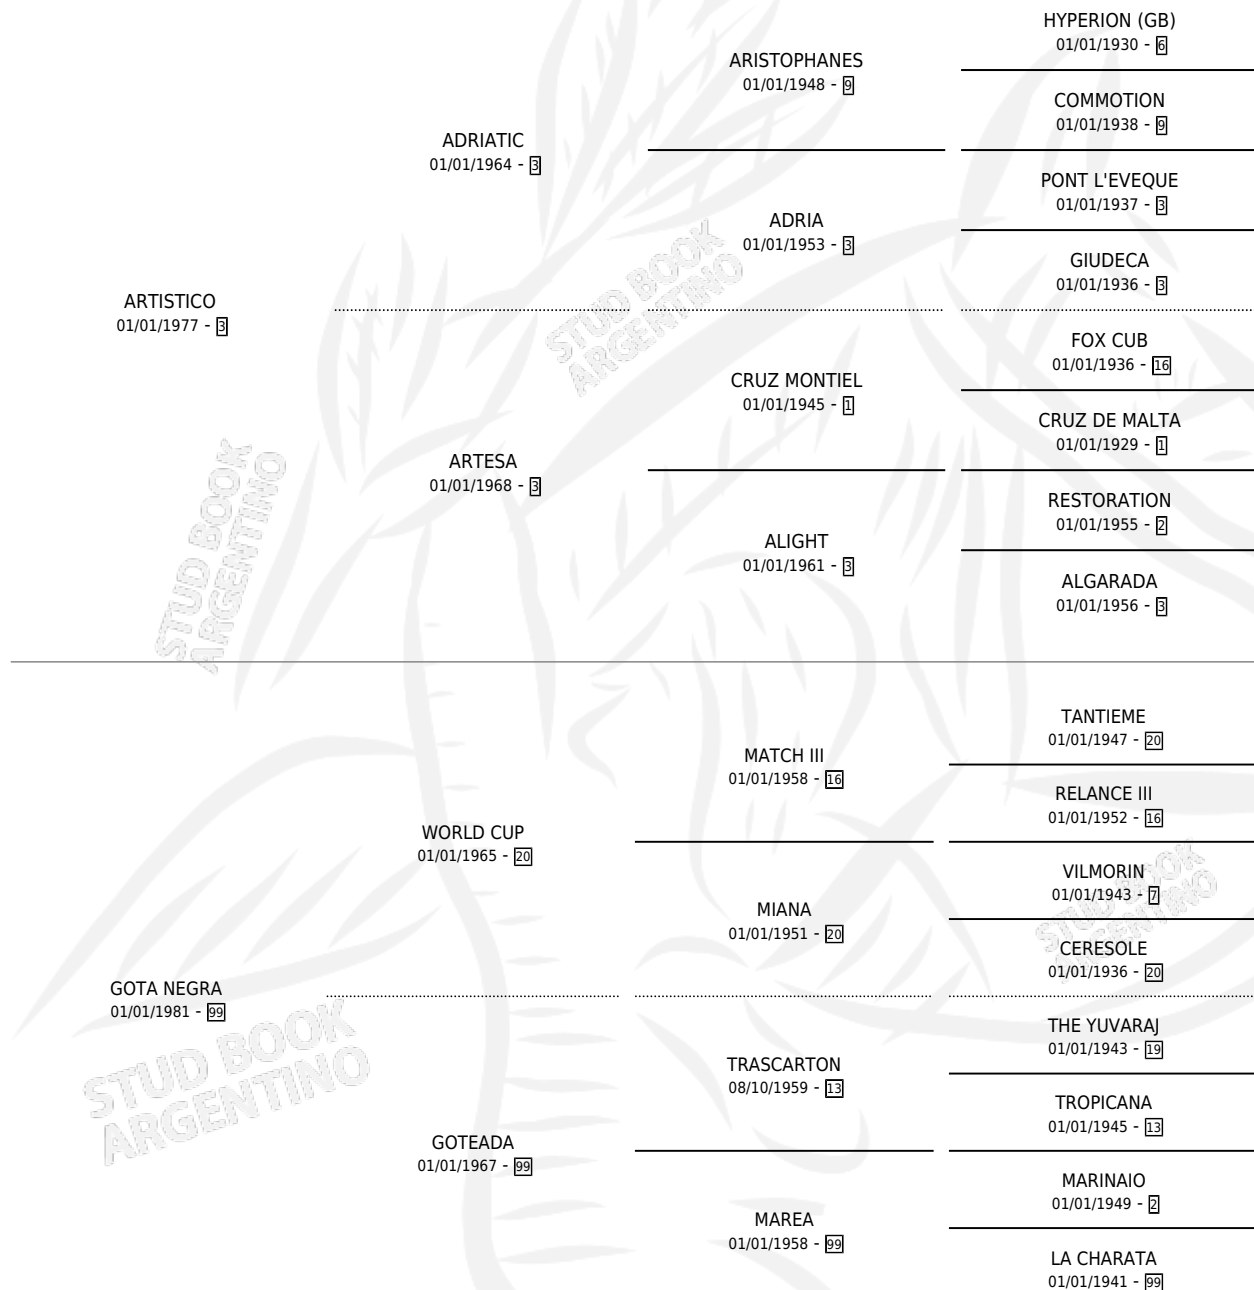 HYPERION (GB)
01/01/1930 - 6
ARISTOPHANES
01/01/1948 - 9
COMMOTION
01/01/1938 - 9
ADRIATIC
01/01/1964 - 3
PONT L'EVEQUE
01/01/1937 - 3
ADRIA
01/01/1953 - 3
GIUDECA
01/01/1936 - 3
ARTISTICO
01/01/1977 - 3
STUD BOOK
ARGENTINO
FOX CUB
01/01/1936 - 16
CRUZ MONTIEL
01/01/1945 - 1
CRUZ DE MALTA
01/01/1929 - 1
ARTESA
01/01/1968 - 3
RESTORATION
01/01/1955 - 2
ALIGHT
01/01/1961 - 3
ALGARADA
01/01/1956 - 3
STUD BOOK
ARGENTINO
TANTIEME
01/01/1947 - 20
MATCH III
01/01/1958 - 16
RELANCE III
01/01/1952 - 16
WORLD CUP
01/01/1965 - 20
VILMORIN
01/01/1943 - 7
MIANA
01/01/1951 - 20
CERESOLE
01/01/1936 - 20
STUD BOOK
ARGENTINO
GOTA NEGRA
01/01/1981 - 99
THE YUVARAJ
01/01/1943 - 19
TRASCARTON
08/10/1959 - 13
TROPICANA
01/01/1945 - 13
STUD BOOK
ARGENTINO
GOTEADA
01/01/1967 - 99
MARINAIO
01/01/1949 - 2
MAREA
01/01/1958 - 99
LA CHARATA
01/01/1941 - 99